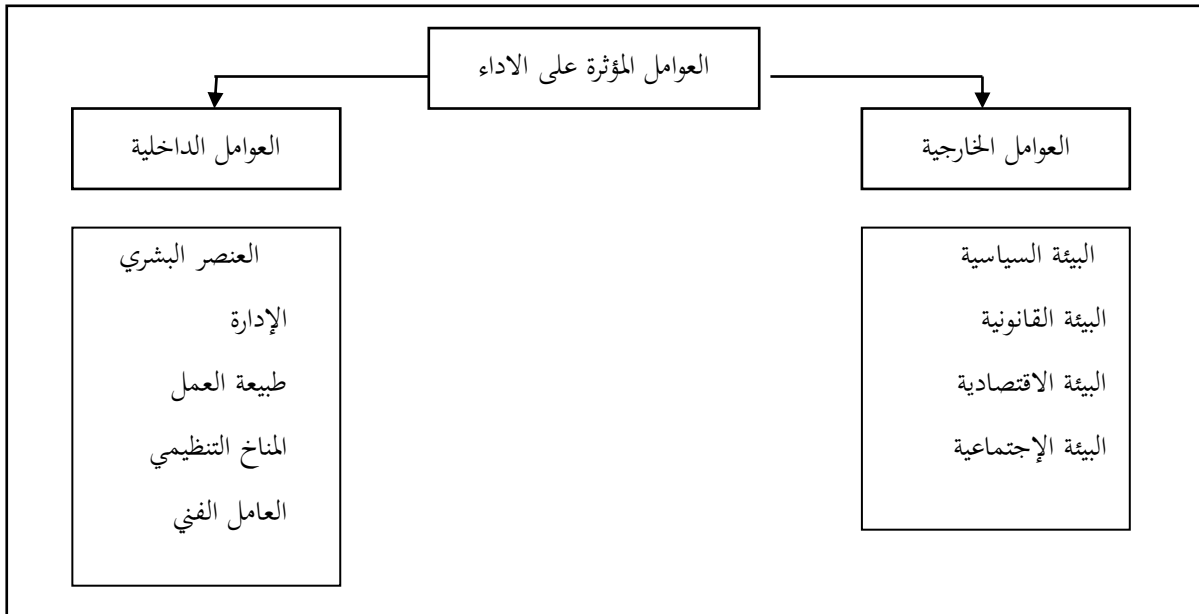 العوامل المؤثرة على الاداء
العوامل الخارجية
البيئة السياسية
البيئة القانونية
البيئة الاقتصادية
البيئة الإجتماعية
العوامل الداخلية
العنصر البشري
الإدارة
طبيعة العمل
المناخ التنظيمي
العامل الفني